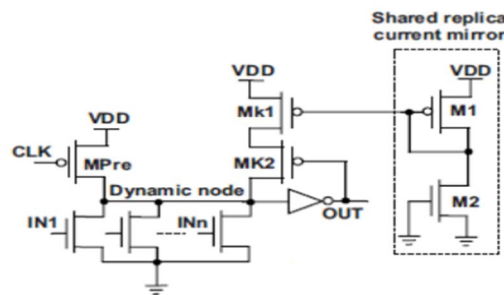 Shared replica
current mirror
VDD
VDD
Mk1
M1
VDD
CLK
MPre
MK2
Dynamic node
IN1
INn
OUT
M2